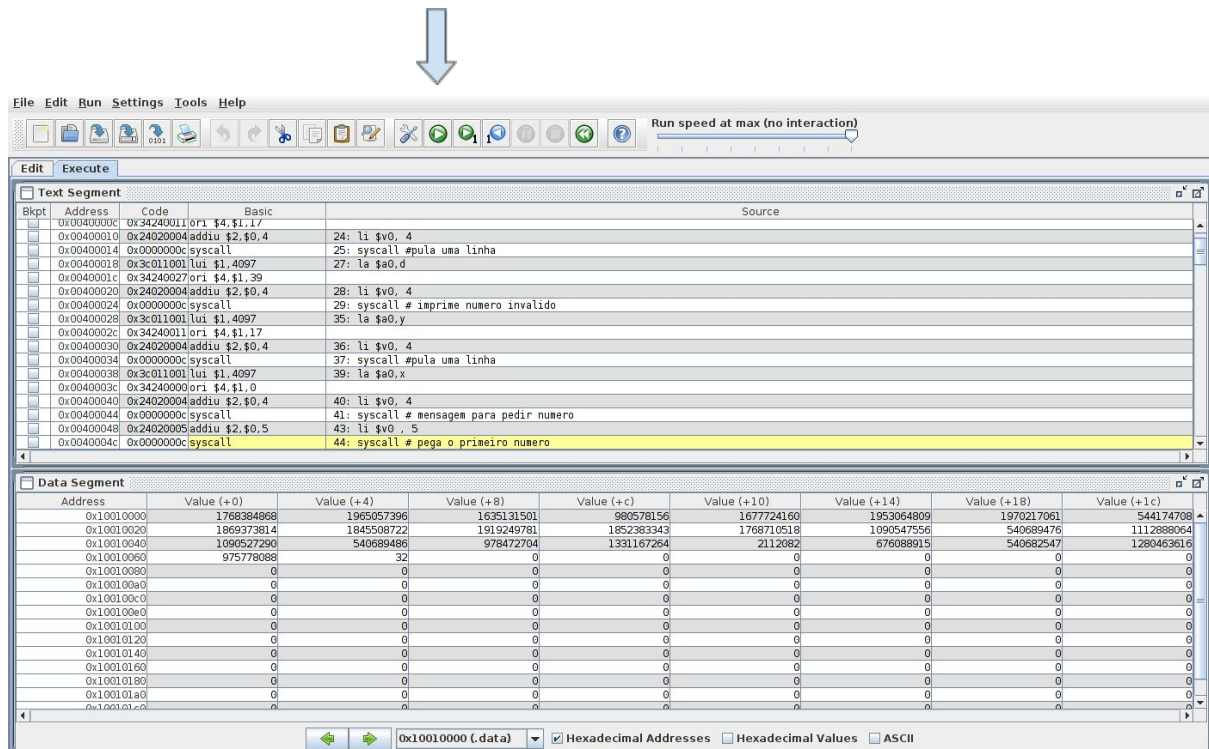 File Edit Run Settings Tools Help
Run speed at max (no interaction)
Edit Execute
Text Segment
Bkpt Address Code Basic Source
0x0040000c 0x34240011 ori $4,$1,17
0x00400010 0x24020004 addiu $2,$0,4 24: li $v0, 4
0x00400014 0x0000000c syscall 25: syscall #pula uma linha
0x00400018 0x3c011001 lui $1,4097 27: la $a0,d
0x0040001c 0x34240027 ori $4,$1,39
0x00400020 0x24020004 addiu $2,$0,4 28: li $v0, 4
0x00400024 0x0000000c syscall 29: syscall # imprime numero invalido
0x00400028 0x3c011001 lui $1,4097 35: la $a0,y
0x0040002c 0x34240011 ori $4,$1,17
0x00400030 0x24020004 addiu $2,$0,4 36: li $v0, 4
0x00400034 0x0000000c syscall 37: syscall #pula uma linha
0x00400038 0x3c011001 lui $1,4097 39: la $a0,x
0x0040003c 0x34240000 ori $4,$1,0
0x00400040 0x24020004 addiu $2,$0,4 40: li $v0, 4
0x00400044 0x0000000c syscall 41: syscall # mensagem para pedir numero
0x00400048 0x24020005 addiu $2,$0,5 43: li $v0 , 5
0x0040004c 0x0000000c syscall 44: syscall # pega o primeiro numero
Data Segment
Address Value (+0) Value (+4) Value (+8) Value (+c) Value (+10) Value (+14) Value (+18) Value (+1c)
0x10010000 1768384868 1965057396 1635131501 980578156 1677724160 1953064809 1970217061 544174708
0x10010020 1869373814 1845508722 1919249781 1852383343 1768710518 1090547556 540689476 1112888064
0x10010040 1090527290 540689486 978472704 1331167264 2112082 676088915 540682547 1280463616
0x10010060 975778088 32 0 0 0 0 0 0
0x10010080 0 0 0 0 0 0 0 0
0x100100a0 0 0 0 0 0 0 0 0
0x100100c0 0 0 0 0 0 0 0 0
0x100100e0 0 0 0 0 0 0 0 0
0x10010100 0 0 0 0 0 0 0 0
0x10010120 0 0 0 0 0 0 0 0
0x10010140 0 0 0 0 0 0 0 0
0x10010160 0 0 0 0 0 0 0 0
0x10010180 0 0 0 0 0 0 0 0
0x100101a0 0 0 0 0 0 0 0 0
0x100101c0 0 0 0 0 0 0 0 0
0x10010000 (.data) Hexadecimal Addresses Hexadecimal Values ASCII